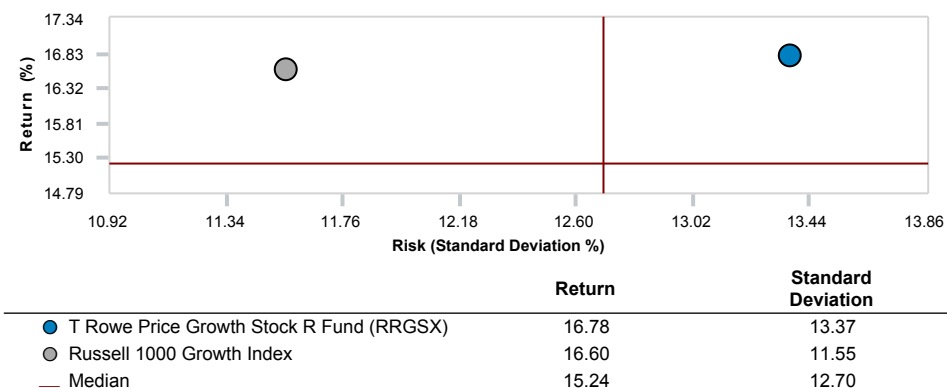 17.34
16.83
16.32
15.81
15.30
14.79
Return (%)
10.92 11.34 11.76 12.18 12.60 13.02 13.44 13.86
Risk (Standard Deviation %)
Return Standard Deviation
T Rowe Price Growth Stock R Fund (RRGSX) 16.78 13.37
Russell 1000 Growth Index 16.60 11.55
Median 15.24 12.70